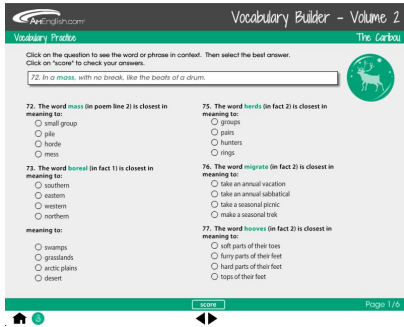 AmEnglish.com
Vocabulary Builder - Volume 2
Vocabulary Practice
The Caribou
Click on the question to see the word or phrase in context. Then select the best answer.
Click on "score" to check your answers.
72. In a mass, with no break, like the beats of a drum.
72. The word mass (in poem line 2) is closest in
meaning to:
small group
pile
horde
mess
73. The word boreal (in fact 1) is closest in
meaning to:
southern
eastern
western
northern
meaning to:
swamps
grasslands
arctic plains
desert
75. The word herds (in fact 2) is closest in
meaning to:
groups
pairs
hunters
rings
76. The word migrate (in fact 2) is closest in
meaning to:
take an annual vacation
take an annual sabbatical
take a seasonal picnic
make a seasonal trek
77. The word hooves (in fact 2) is closest in
meaning to:
soft parts of their toes
furry parts of their feet
hard parts of their feet
tops of their feet
score
Page 1/6